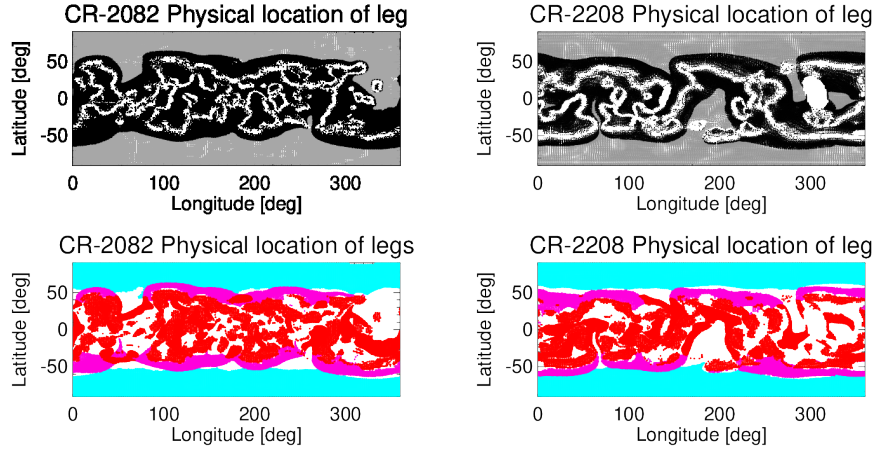 CR-2082 Physical location of leg
CR-2208 Physical location of leg
Latitude [deg]
50
0
-50
0
100
200
300
Longitude [deg]
Latitude [deg]
50
0
-50
0
100
200
300
Longitude [deg]
CR-2082 Physical location of legs
CR-2208 Physical location of leg
Latitude [deg]
50
0
-50
0
100
200
300
Longitude [deg]
Latitude [deg]
50
0
-50
0
100
200
300
Longitude [deg]